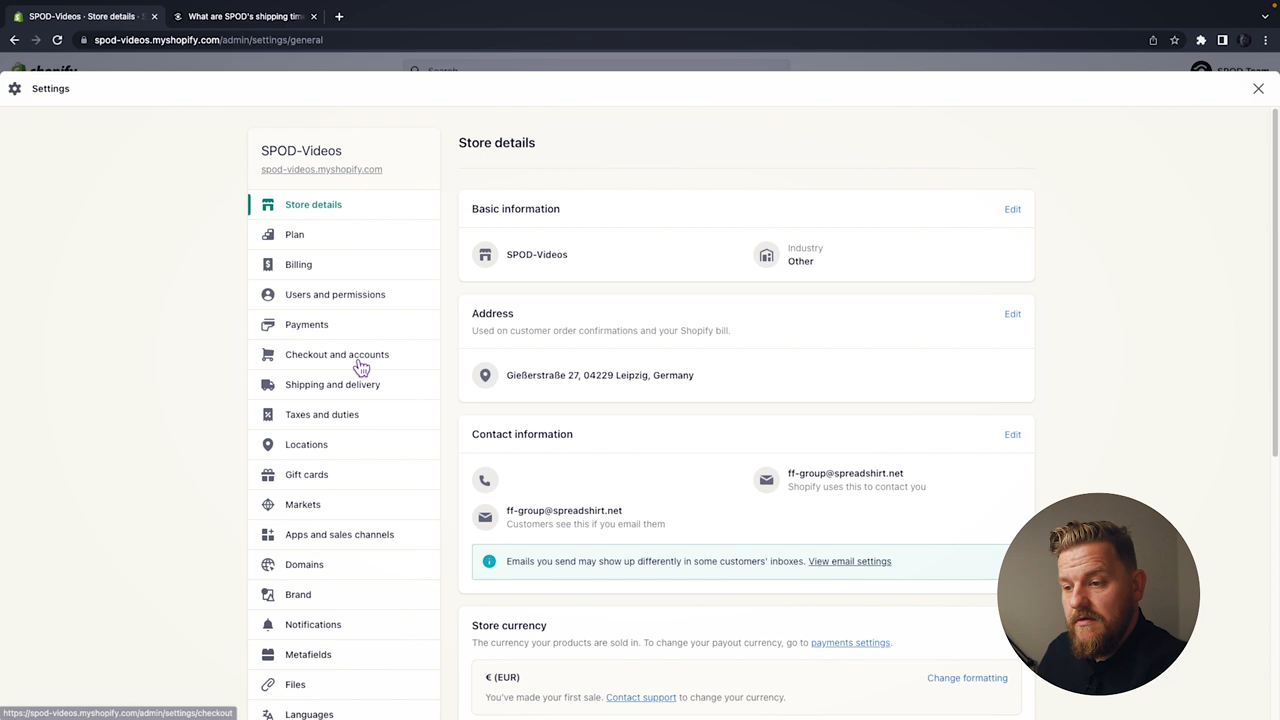 SPOD-Videos · Store details ·
What are SPOD's shipping tim
spod-videos.myshopify.com/admin/settings/general
Settings
SPOD-Videos
spod-videos.myshopify.com
Store details
Plan
Billing
Users and permissions
Payments
Checkout and accounts
Shipping and delivery
Taxes and duties
Locations
Gift cards
Markets
Apps and sales channels
Domains
Brand
Notifications
Metafields
Files
Languages
Store details
Basic information
Edit
SPOD-Videos
Industry
Other
Address
Edit
Used on customer order confirmations and your Shopify bill.
Gießerstraße 27, 04229 Leipzig, Germany
Contact information
Edit
ff-group@spreadshirt.net
Shopify uses this to contact you
ff-group@spreadshirt.net
Customers see this if you email them
Emails you send may show up differently in some customers' inboxes. View email settings
Store currency
The currency your products are sold in. To change your payout currency, go to payments settings.
€ (EUR)
Change formatting
You've made your first sale. Contact support to change your currency.
https://spod-videos.myshopify.com/admin/settings/checkout